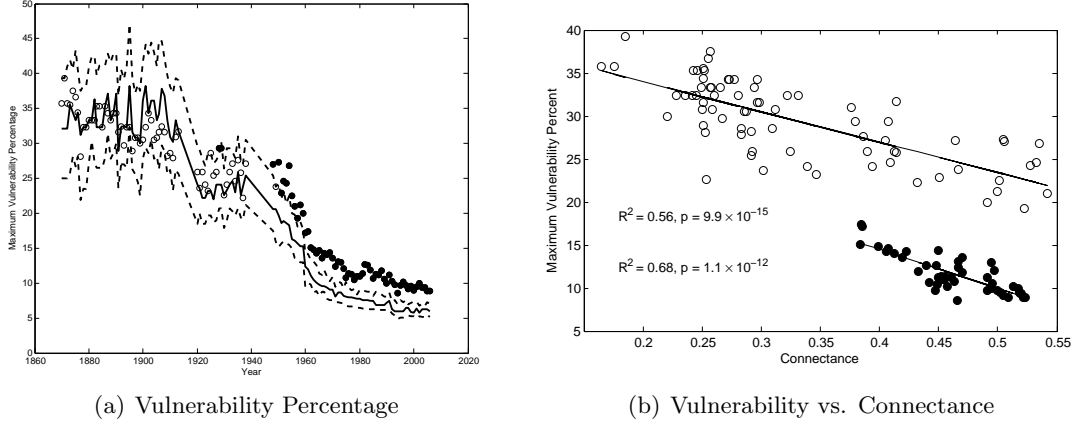 50
45
40
35
30
25
20
15
10
5
0
1860 1880 1900 1920 1940 1960 1980 2000 2020
Maximum Vulnerability Percentage
Year
(a) Vulnerability Percentage
40
35
30
25
20
15
10
5
0.2 0.25 0.3 0.35 0.4 0.45 0.5 0.55
Maximum Vulnerability Percent
R² = 0.56, p = 9.9 × 10⁻¹⁵
R² = 0.68, p = 1.1 × 10⁻¹²
Connectance
(b) Vulnerability vs. Connectance